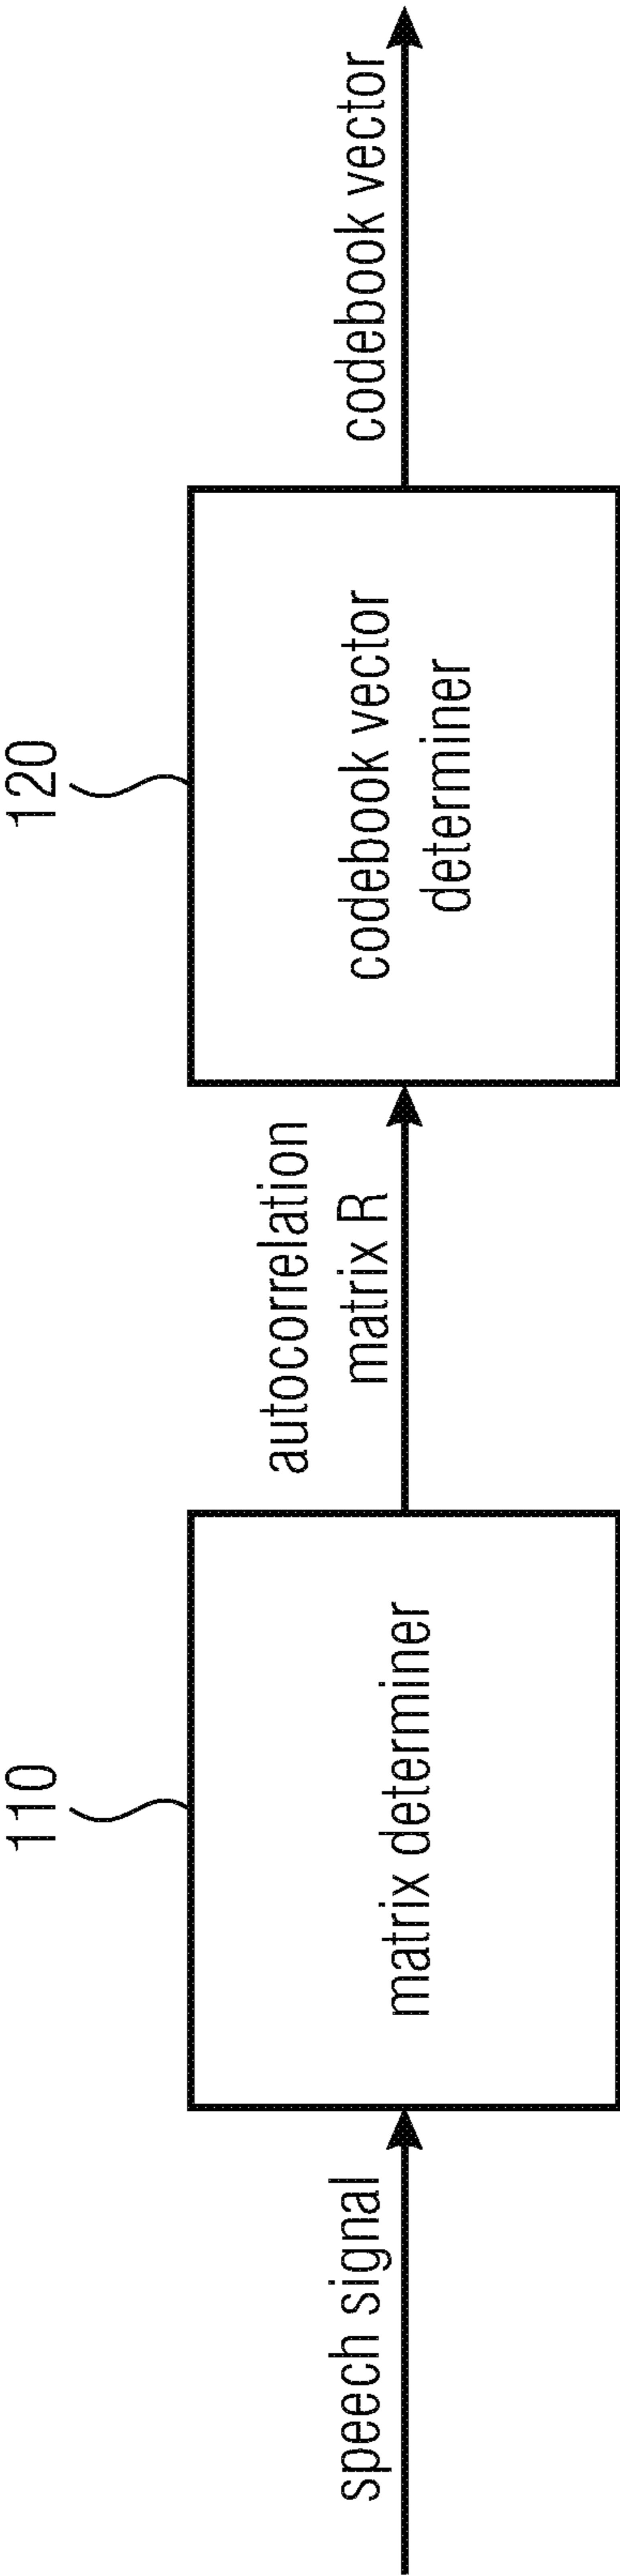 110
120
speech signal
matrix determiner
autocorrelation
matrix R
codebook vector
determiner
codebook vector